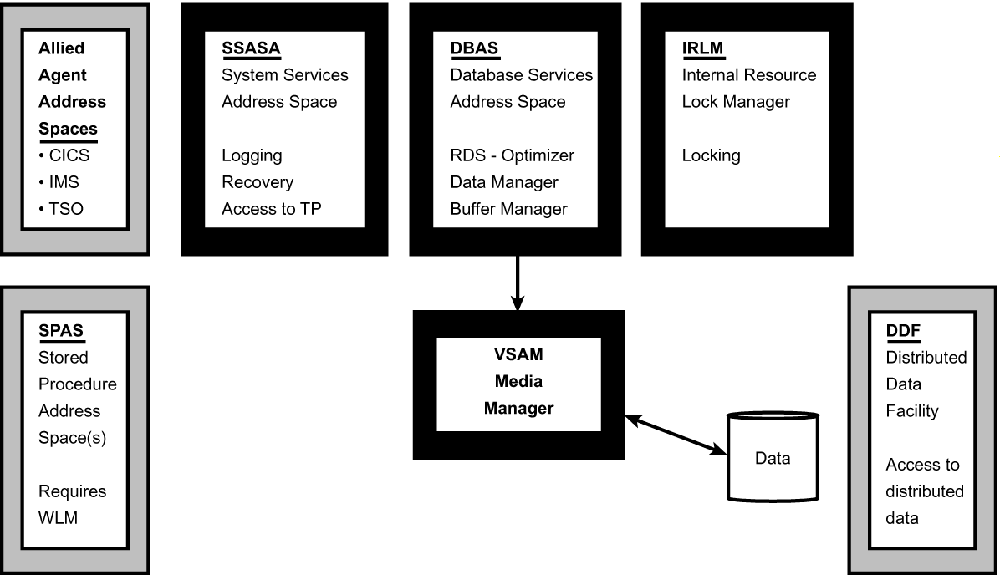 Allied
Agent
Address
Spaces
• CICS
• IMS
• TSO
SSASA
System Services
Address Space
Logging
Recovery
Access to TP
DBAS
Database Services
Address Space
RDS - Optimizer
Data Manager
Buffer Manager
IRLM
Internal Resource
Lock Manager
Locking
SPAS
Stored
Procedure
Address
Space(s)
Requires
WLM
VSAM
Media
Manager
Data
DDF
Distributed
Data
Facility
Access to
distributed
data